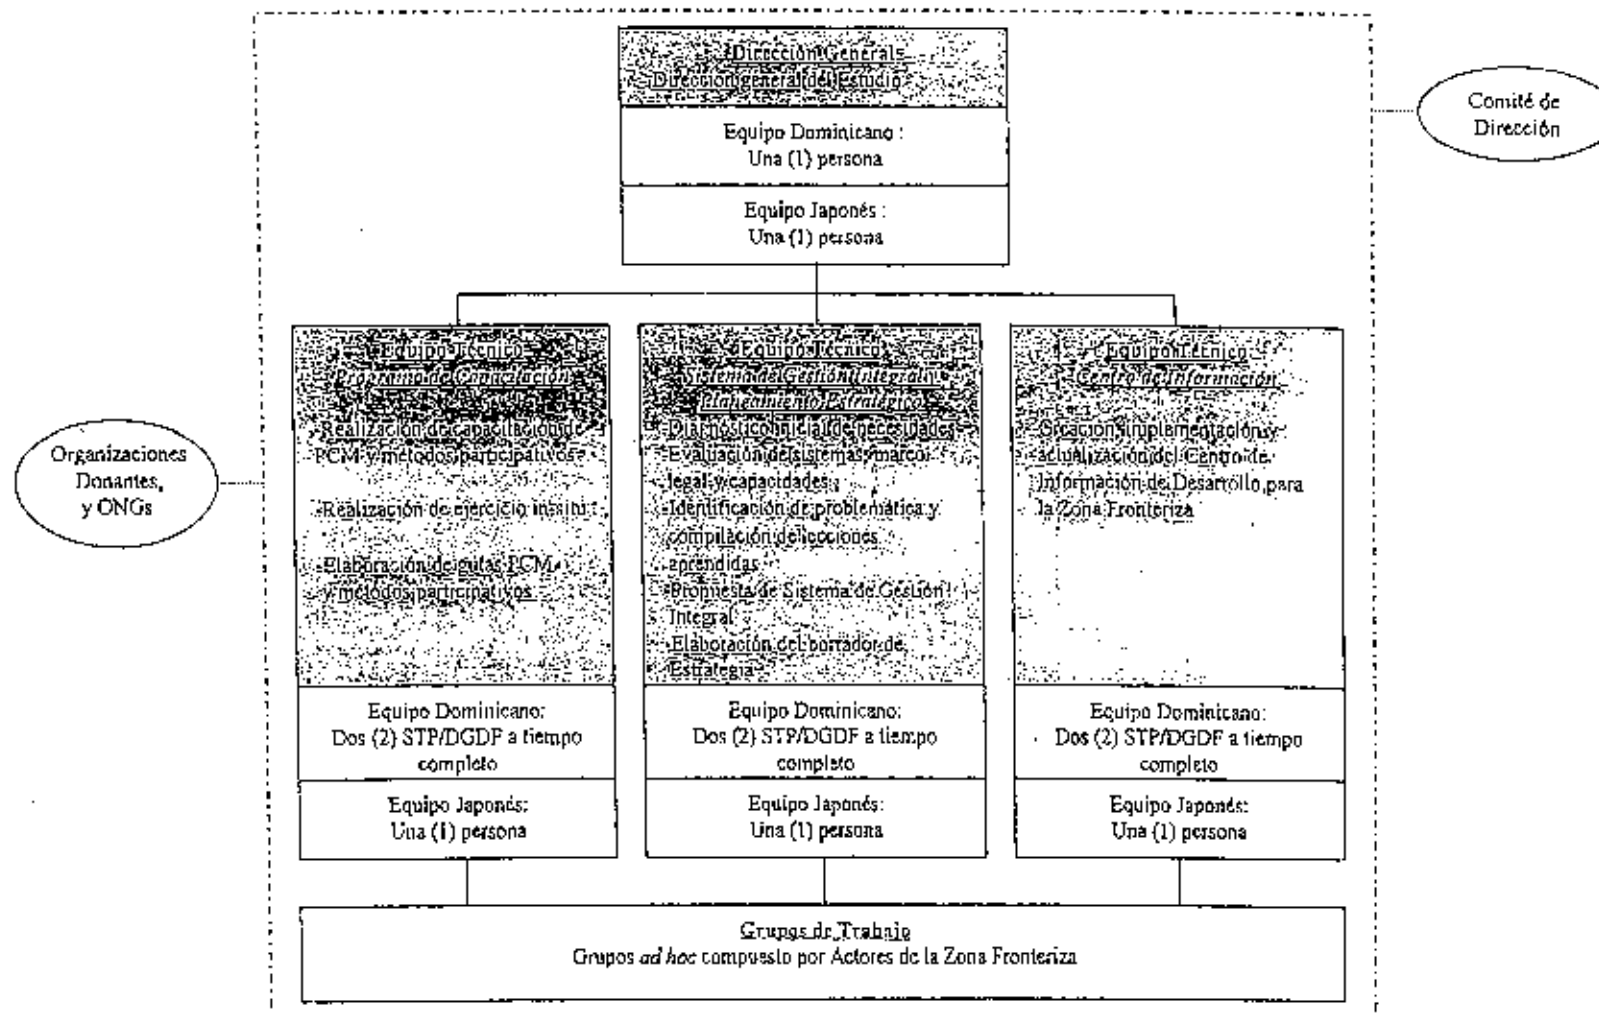 Dirección General
Dirección general del Estudio
Equipo Dominicano :
Una (1) persona
Equipo Japonés :
Una (1) persona
Comité de
Dirección
Organizaciones
Donantes,
y ONGs
Equipo Técnico
Programa de Capacitación
-Realización de capacitación de
PCM y métodos participativos
-Realización de ejercicio in situ
-Elaboración de guías PCM
y métodos participativos
Equipo Dominicano:
Dos (2) STP/DGDF a tiempo
completo
Equipo Japonés:
Una (1) persona
Equipo Técnico
Sistema de Gestión Integral y
Planeamiento Estratégico
-Diagnóstico inicial de necesidades
-Evaluación de sistemas, marco
legal y capacidades
-Identificación de problemática y
compilación de lecciones
aprendidas
-Propuesta de Sistema de Gestión
Integral
-Elaboración del borrador de
Estrategia
Equipo Dominicano:
Dos (2) STP/DGDF a tiempo
completo
Equipo Japonés:
Una (1) persona
Equipo Técnico
Centro de Información
-Creación, implementación y
actualización del Centro de
Información de Desarrollo para
la Zona Fronteriza
Equipo Dominicano:
Dos (2) STP/DGDF a tiempo
completo
Equipo Japonés:
Una (1) persona
Grupos de Trabajo
Grupos ad hoc compuesto por Actores de la Zona Fronteriza